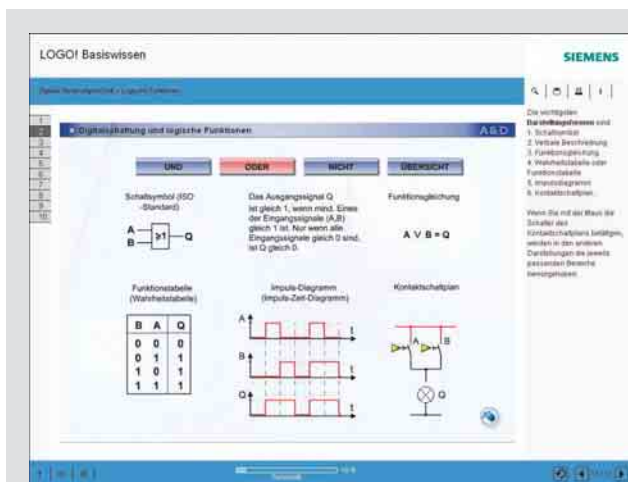 LOGO! Basiswissen
SIEMENS
1
2
3
4
5
6
7
8
9
10
Digitalschaltung und logische Funktionen
A&D
UND
ODER
NICHT
ÜBERSICHT
Schaltsymbol (ISO
-Standard)
A
B
≥1
Q
Das Ausgangssignal Q
ist gleich 1, wenn mind. Eines
der Eingangssignale (A,B)
gleich 1 ist. Nur wenn alle
Eingangssignale gleich 0 sind,
ist Q gleich 0.
Funktionsgleichung
A V B = Q
Funktionstabelle
(Wahrheitstabelle)
B A Q
0 0 0
0 1 1
1 0 1
1 1 1
Impuls-Diagramm
(Impuls-Zeit-Diagramm)
A
t
B
t
Q
t
Kontaktschaltplan
A
B
Q
Die wichtigsten
Darstellungsformen sind
1. Schaltsymbol
2. Verbale Beschreibung
3. Funktionsgleichung
4. Wahrheitstabelle oder
Funktionstabelle
5. Impulsdiagramm
6. Kontaktschaltplan
Wenn Sie mit der Maus die
Schalter des
Kontaktschaltplans betätigen,
werden in den anderen
Darstellungen die jeweils
passenden Bereiche
hervorgehoben.